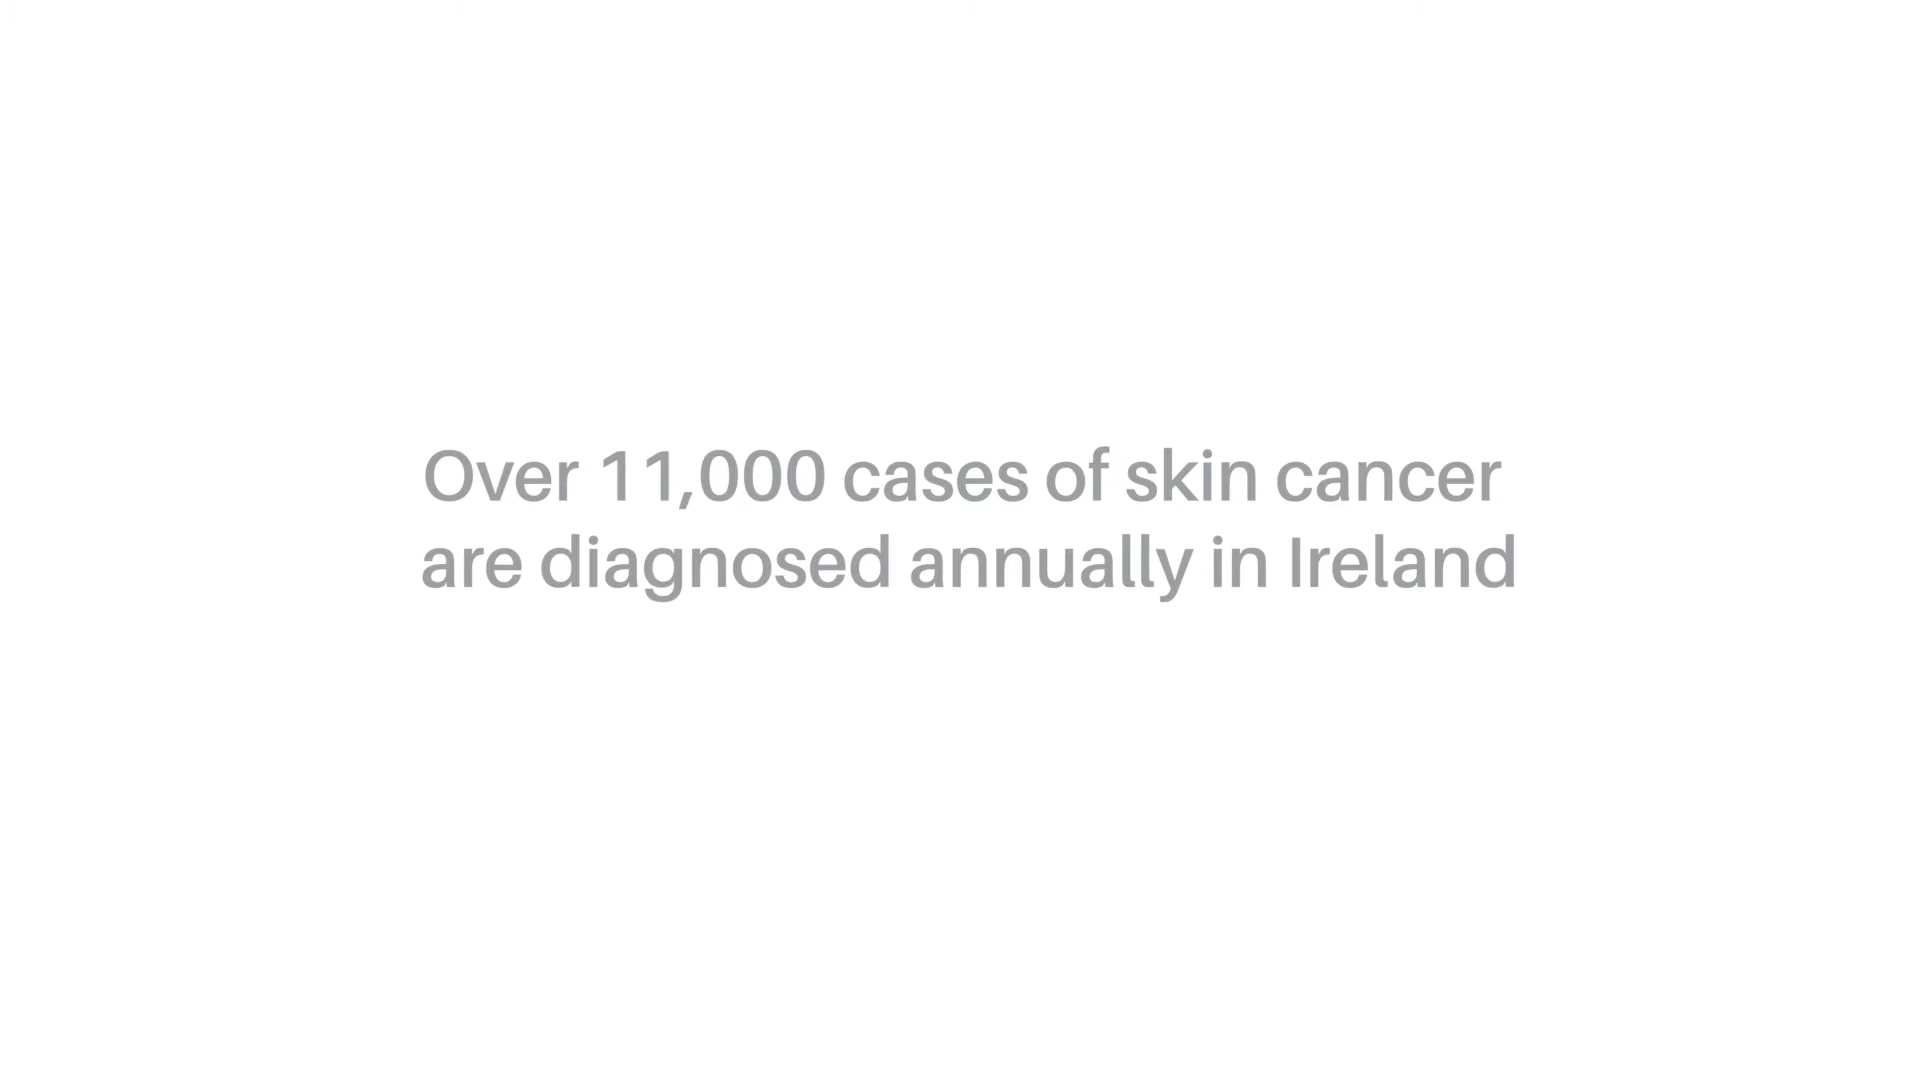 Over 11,000 cases of skin cancer
are diagnosed annually in Ireland